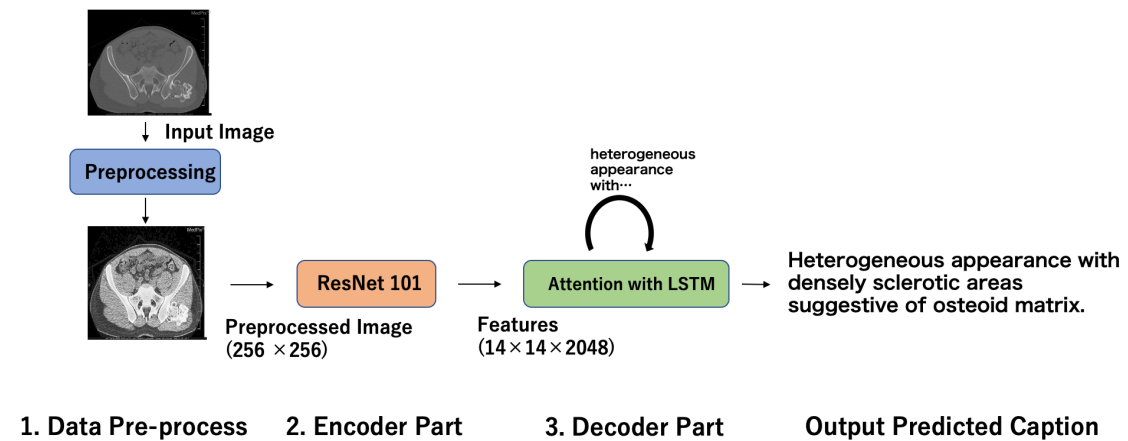 MedPix
Input Image
Preprocessing
MedPix
heterogeneous
appearance
with…
ResNet 101
Attention with LSTM
Heterogeneous appearance with
densely sclerotic areas
suggestive of osteoid matrix.
Preprocessed Image
(256 ×256)
Features
(14×14×2048)
1. Data Pre-process
2. Encoder Part
3. Decoder Part
Output Predicted Caption